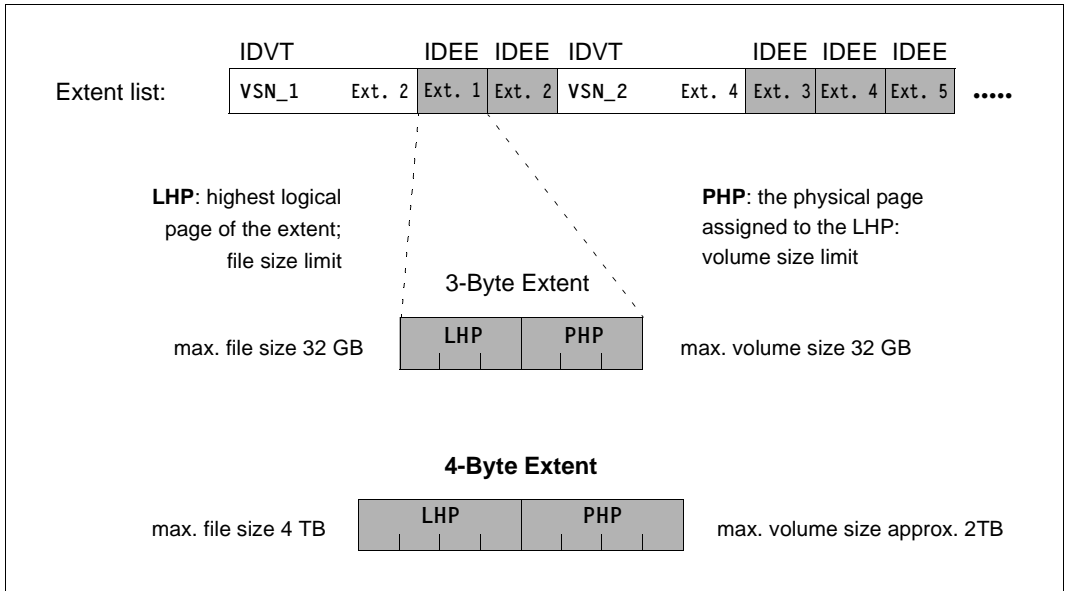 IDVT IDEE IDEE IDVT IDEE IDEE IDEE
Extent list: VSN_1 Ext. 2 Ext. 1 Ext. 2 VSN_2 Ext. 4 Ext. 3 Ext. 4 Ext. 5 .....
LHP: highest logical
page of the extent;
file size limit
PHP: the physical page
assigned to the LHP:
volume size limit
3-Byte Extent
max. file size 32 GB LHP PHP max. volume size 32 GB
4-Byte Extent
max. file size 4 TB LHP PHP max. volume size approx. 2TB